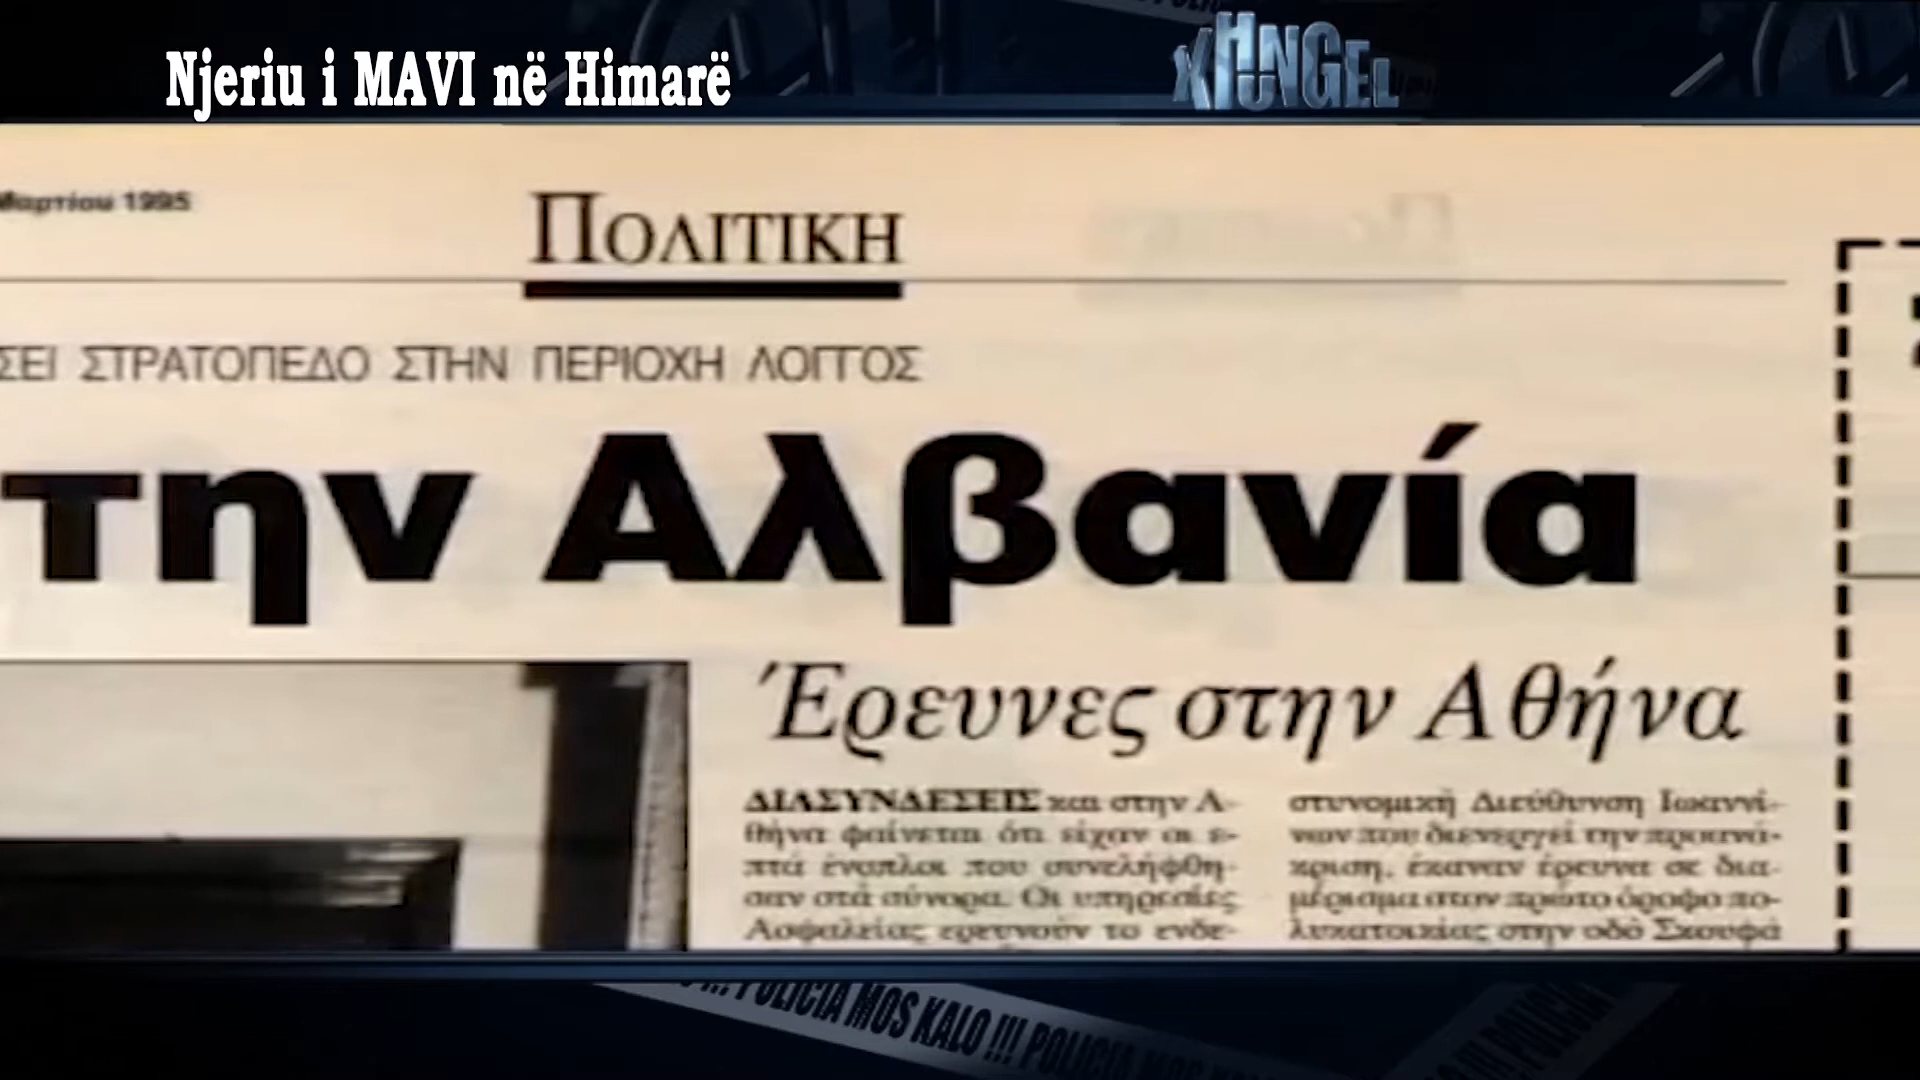 Njeriu i MAVI në Himarë
XHUNGEL
Μαρτίου 1995
Πολιτικη
ΣΕΙ ΣΤΡΑΤΟΠΕΔΟ ΣΤΗΝ ΠΕΡΙΟΧΗ ΛΟΓΓΟΣ
την Αλβανία
Έρευνες στην Αθήνα
ΔΙΑΣΥΝΔΕΣΕΙΣ και στην Α-
θήνα φαίνεται ότι είχαν οι ε-
πτά ένοπλοι που συνελήφθη-
σαν στά σύνορα. Οι υπηρεσίες
Ασφαλείας ερευνούν το ενδε-
στυνομική Διεύθυνση Ιωαννί-
νων που διενεργεί την προανά-
κριση, έκαναν έρευνα σε δια-
μέρισμα στον πρώτο όροφο πο-
λυκατοικίας στην οδό Σκουφά
POLICIA MOS KALO !!! POLICIA MOS
!!! POLICIA